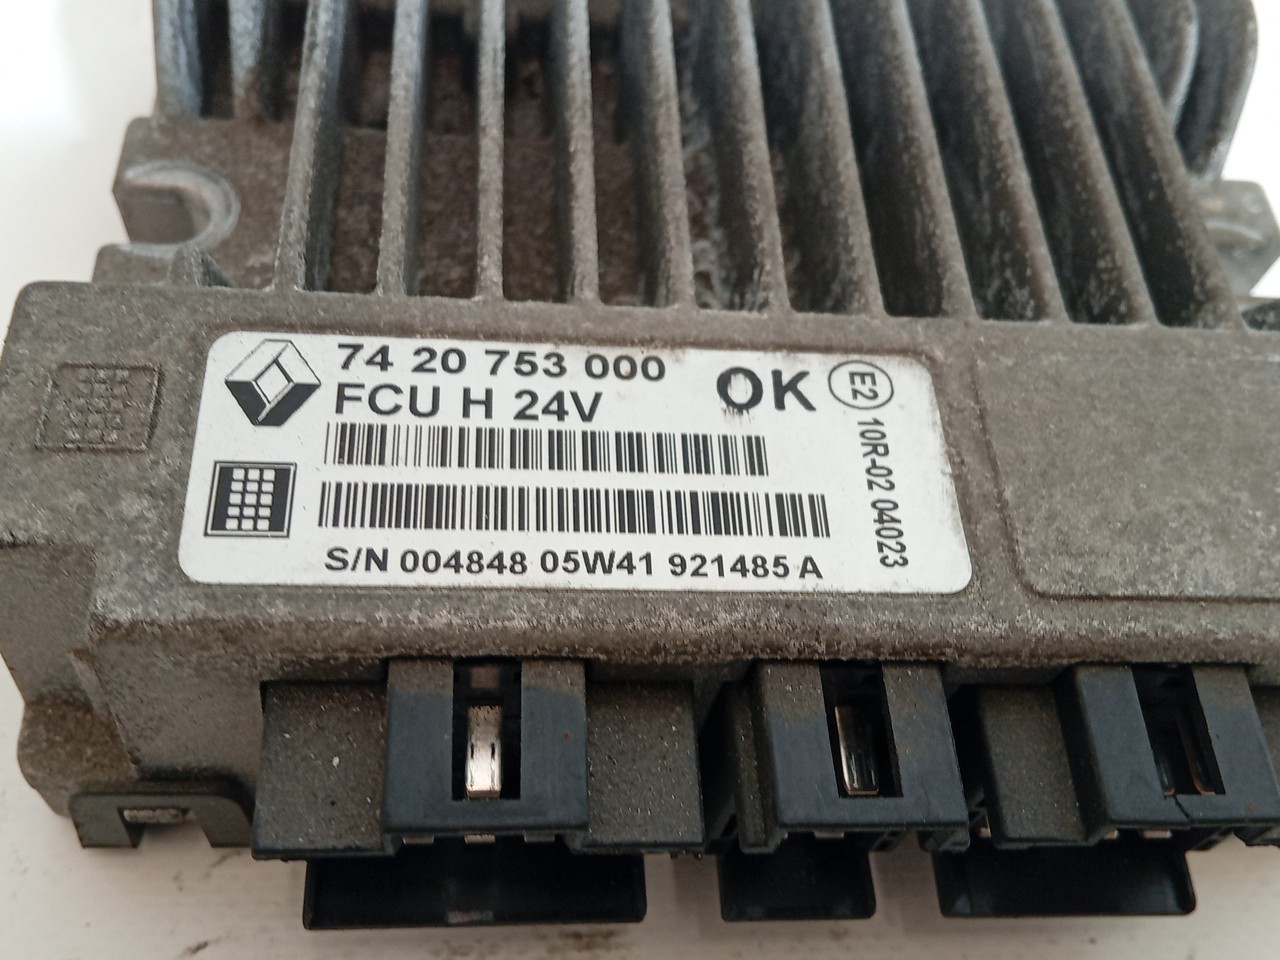 74 20 753 000
FCU H 24V
OK
E2
10R-02 04023
S/N 004848 05W41 921485 A